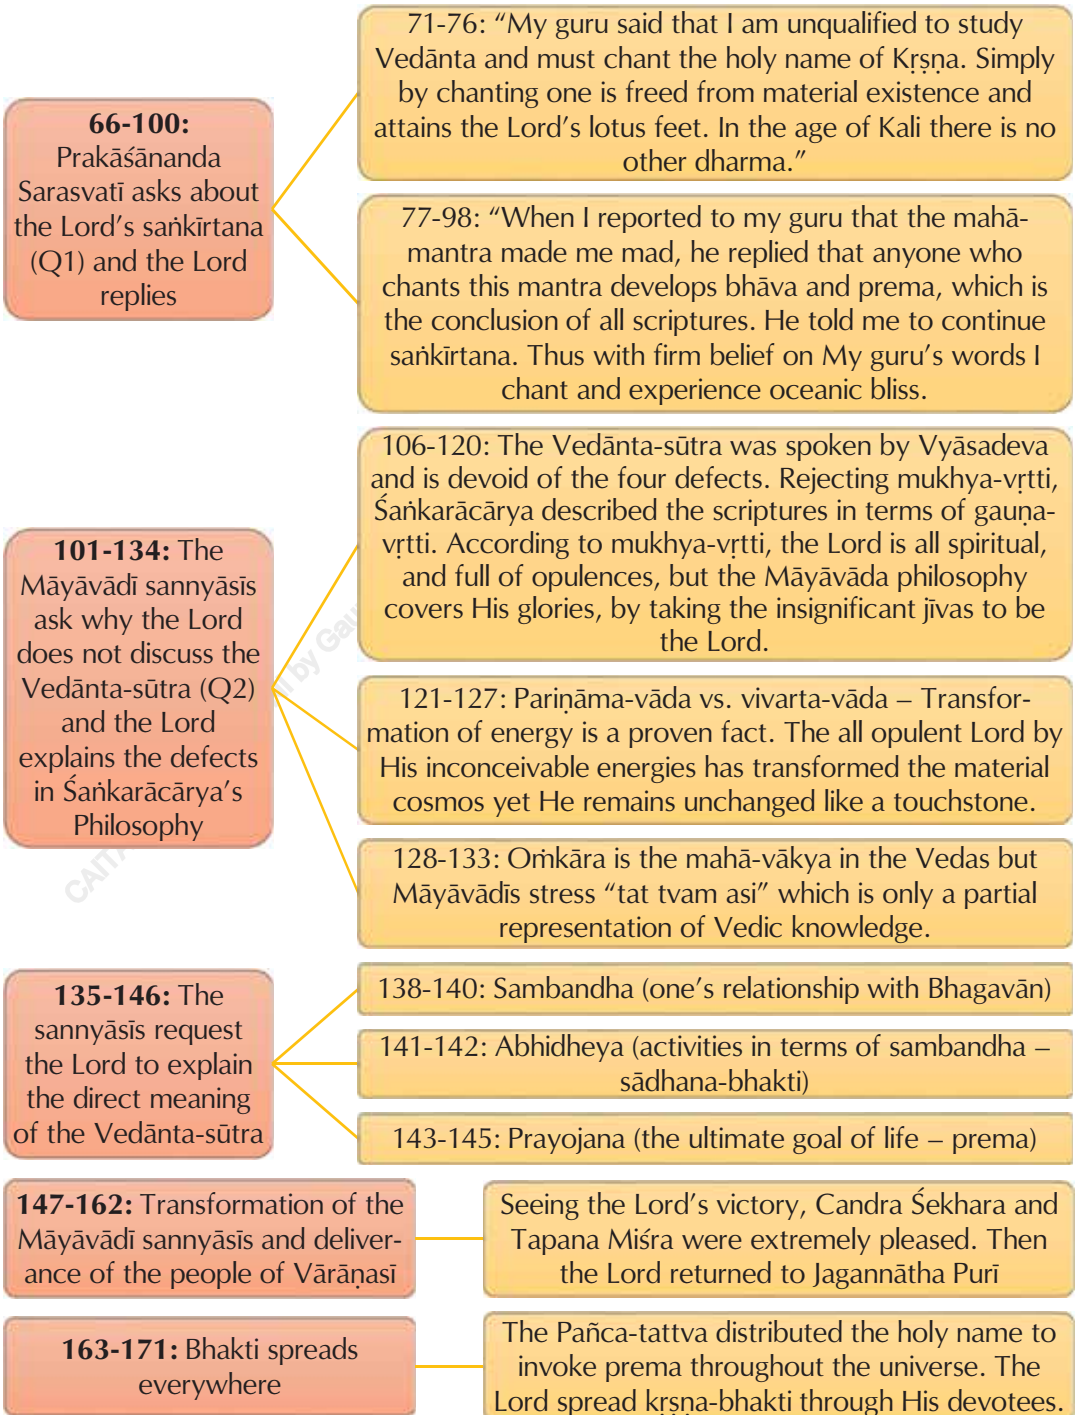 66-100:
Prakāśānanda
Sarasvatī asks about
the Lord's saṅkīrtana
(Q1) and the Lord
replies
71-76: “My guru said that I am unqualified to study
Vedānta and must chant the holy name of Kṛṣṇa. Simply
by chanting one is freed from material existence and
attains the Lord's lotus feet. In the age of Kali there is no
other dharma.”
77-98: “When I reported to my guru that the mahā-
mantra made me mad, he replied that anyone who
chants this mantra develops bhāva and prema, which is
the conclusion of all scriptures. He told me to continue
saṅkīrtana. Thus with firm belief on My guru's words I
chant and experience oceanic bliss.
101-134: The
Māyāvādī sannyāsīs
ask why the Lord
does not discuss the
Vedānta-sūtra (Q2)
and the Lord
explains the defects
in Śaṅkarācārya's
Philosophy
106-120: The Vedānta-sūtra was spoken by Vyāsadeva
and is devoid of the four defects. Rejecting mukhya-vṛtti,
Śaṅkarācārya described the scriptures in terms of gauṇa-
vṛtti. According to mukhya-vṛtti, the Lord is all spiritual,
and full of opulences, but the Māyāvāda philosophy
covers His glories, by taking the insignificant jīvas to be
the Lord.
121-127: Pariṇāma-vāda vs. vivarta-vāda – Transfor-
mation of energy is a proven fact. The all opulent Lord by
His inconceivable energies has transformed the material
cosmos yet He remains unchanged like a touchstone.
128-133: Oṁkāra is the mahā-vākya in the Vedas but
Māyāvādīs stress “tat tvam asi” which is only a partial
representation of Vedic knowledge.
135-146: The
sannyāsīs request
the Lord to explain
the direct meaning
of the Vedānta-sūtra
138-140: Sambandha (one's relationship with Bhagavān)
141-142: Abhidheya (activities in terms of sambandha –
sādhana-bhakti)
143-145: Prayojana (the ultimate goal of life – prema)
147-162: Transformation of the
Māyāvādī sannyāsīs and deliver-
ance of the people of Vārāṇasī
Seeing the Lord's victory, Candra Śekhara and
Tapana Miśra were extremely pleased. Then
the Lord returned to Jagannātha Purī
163-171: Bhakti spreads
everywhere
The Pañca-tattva distributed the holy name to
invoke prema throughout the universe. The
Lord spread kṛṣṇa-bhakti through His devotees.
by